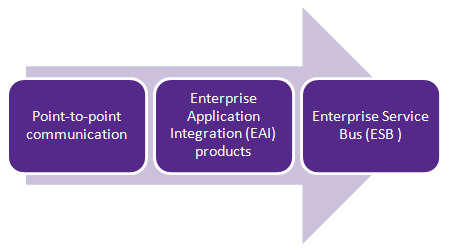 Point-to-point
communication
Enterprise
Application
Integration (EAI)
products
Enterprise Service
Bus (ESB )